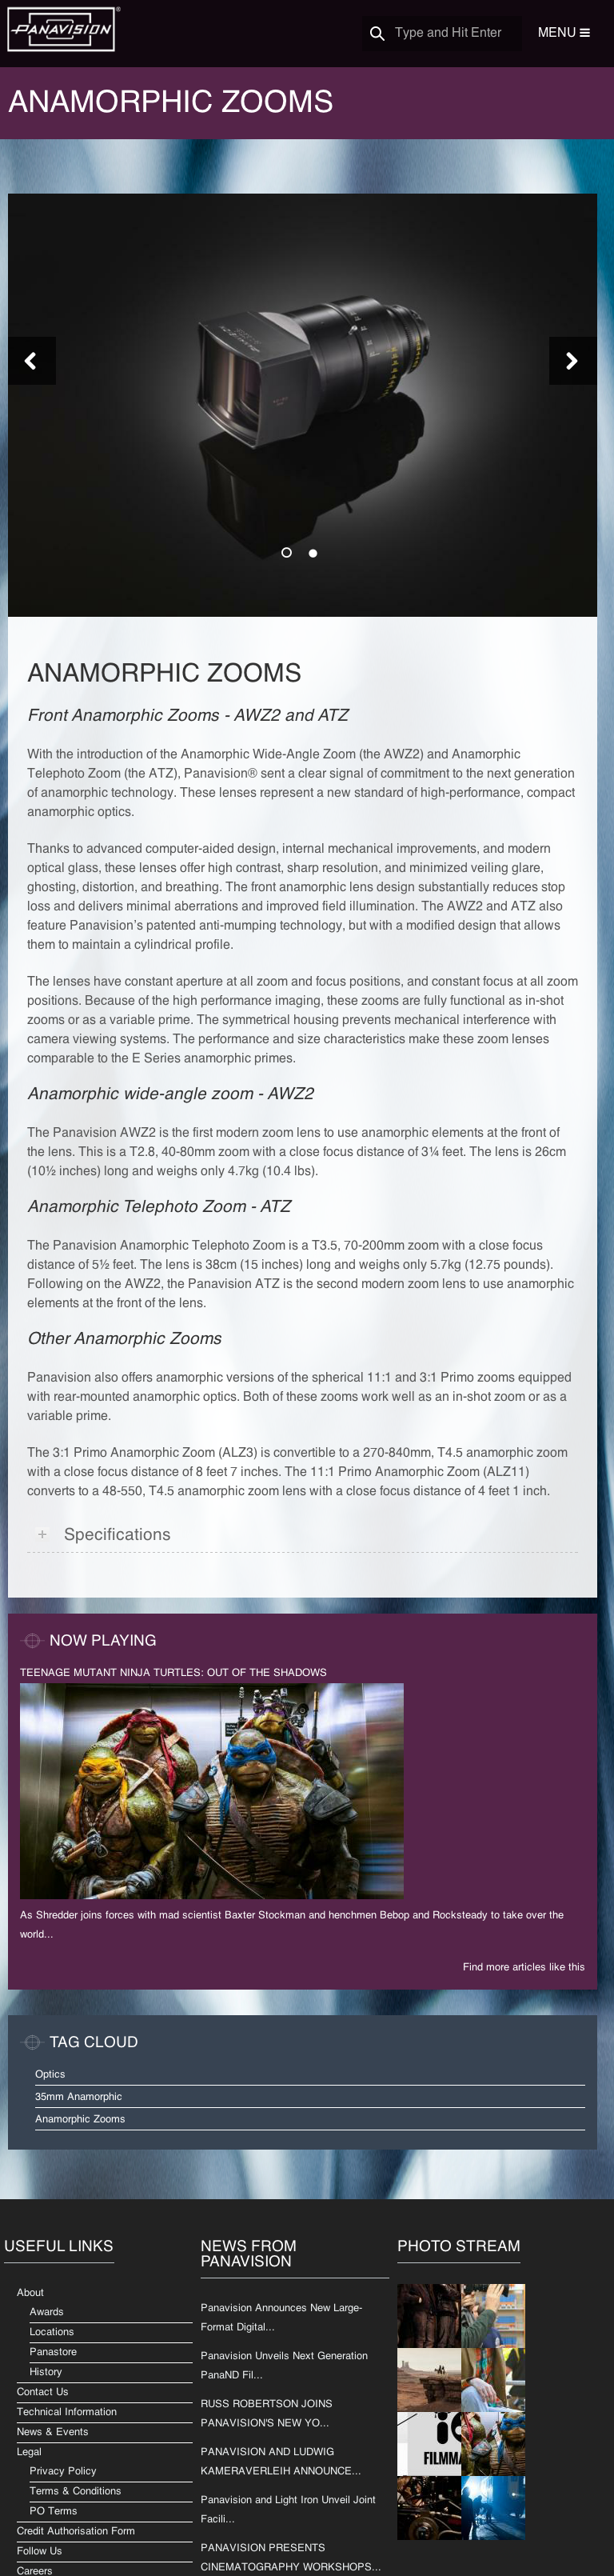 PANAVISION®
Type and Hit Enter
MENU
ANAMORPHIC ZOOMS
ANAMORPHIC ZOOMS
Front Anamorphic Zooms - AWZ2 and ATZ
With the introduction of the Anamorphic Wide-Angle Zoom (the AWZ2) and Anamorphic
Telephoto Zoom (the ATZ), Panavision® sent a clear signal of commitment to the next generation
of anamorphic technology. These lenses represent a new standard of high-performance, compact
anamorphic optics.
Thanks to advanced computer-aided design, internal mechanical improvements, and modern
optical glass, these lenses offer high contrast, sharp resolution, and minimized veiling glare,
ghosting, distortion, and breathing. The front anamorphic lens design substantially reduces stop
loss and delivers minimal aberrations and improved field illumination. The AWZ2 and ATZ also
feature Panavision's patented anti-mumping technology, but with a modified design that allows
them to maintain a cylindrical profile.
The lenses have constant aperture at all zoom and focus positions, and constant focus at all zoom
positions. Because of the high performance imaging, these zooms are fully functional as in-shot
zooms or as a variable prime. The symmetrical housing prevents mechanical interference with
camera viewing systems. The performance and size characteristics make these zoom lenses
comparable to the E Series anamorphic primes.
Anamorphic wide-angle zoom - AWZ2
The Panavision AWZ2 is the first modern zoom lens to use anamorphic elements at the front of
the lens. This is a T2.8, 40-80mm zoom with a close focus distance of 3¼ feet. The lens is 26cm
(10½ inches) long and weighs only 4.7kg (10.4 lbs).
Anamorphic Telephoto Zoom - ATZ
The Panavision Anamorphic Telephoto Zoom is a T3.5, 70-200mm zoom with a close focus
distance of 5½ feet. The lens is 38cm (15 inches) long and weighs only 5.7kg (12.75 pounds).
Following on the AWZ2, the Panavision ATZ is the second modern zoom lens to use anamorphic
elements at the front of the lens.
Other Anamorphic Zooms
Panavision also offers anamorphic versions of the spherical 11:1 and 3:1 Primo zooms equipped
with rear-mounted anamorphic optics. Both of these zooms work well as an in-shot zoom or as a
variable prime.
The 3:1 Primo Anamorphic Zoom (ALZ3) is convertible to a 270-840mm, T4.5 anamorphic zoom
with a close focus distance of 8 feet 7 inches. The 11:1 Primo Anamorphic Zoom (ALZ11)
converts to a 48-550, T4.5 anamorphic zoom lens with a close focus distance of 4 feet 1 inch.
+ Specifications
NOW PLAYING
TEENAGE MUTANT NINJA TURTLES: OUT OF THE SHADOWS
As Shredder joins forces with mad scientist Baxter Stockman and henchmen Bebop and Rocksteady to take over the
world...
Find more articles like this
TAG CLOUD
Optics
35mm Anamorphic
Anamorphic Zooms
USEFUL LINKS
About
Awards
Locations
Panastore
History
Contact Us
Technical Information
News & Events
Legal
Privacy Policy
Terms & Conditions
PO Terms
Credit Authorisation Form
Follow Us
Careers
NEWS FROM
PANAVISION
Panavision Announces New Large-
Format Digital...
Panavision Unveils Next Generation
PanaND Fil...
RUSS ROBERTSON JOINS
PANAVISION'S NEW YO...
PANAVISION AND LUDWIG
KAMERAVERLEIH ANNOUNCE...
Panavision and Light Iron Unveil Joint
Facili...
PANAVISION PRESENTS
CINEMATOGRAPHY WORKSHOPS...
PHOTO STREAM
FILMMA